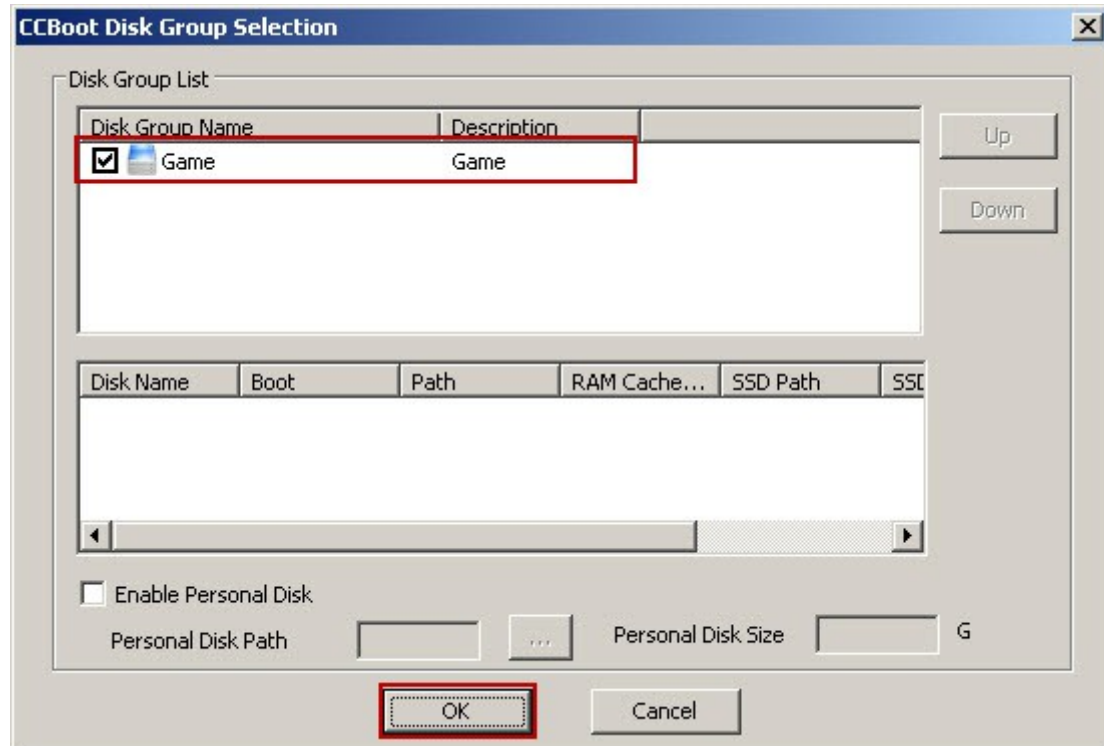 CCBoot Disk Group Selection
Disk Group List
Disk Group Name Description
Game Game
Up
Down
Disk Name Boot Path RAM Cache... SSD Path SSD
Enable Personal Disk
Personal Disk Path ... Personal Disk Size G
OK Cancel